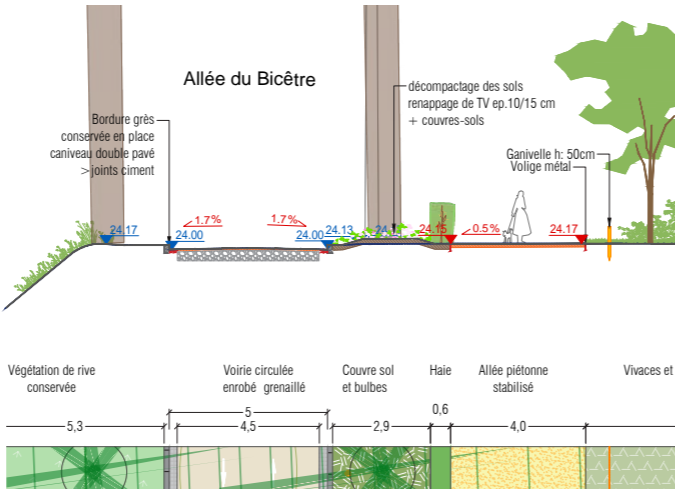 Allée du Bicêtre
décompactage des sols
renappage de TV ep.10/15 cm
+ couvres-sols
Bordure grès
conservée en place
caniveau double pavé
> joints ciment
Ganivelle h: 50cm
Volige métal
1.7%
1.7%
0.5%
24.17
24.00
24.00
24.13
24.15
24.17
Végétation de rive
conservée
Voirie circulée
enrobé grenaillé
Couvre sol
et bulbes
Haie
Allée piétonne
stabilisé
Vivaces et
5,3
5
4,5
2,9
0,6
4,0